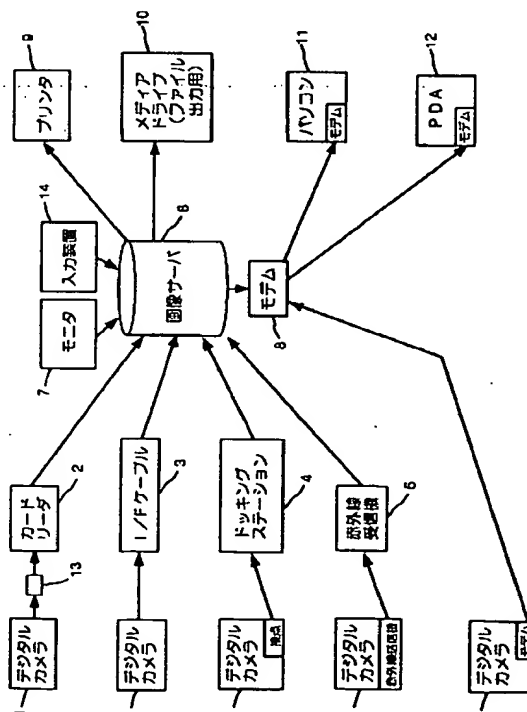 9
プリンタ
10
メディア
ドライブ
(ファイル
出力用)
11
パソコン
モデム
12
PDA
モデム
14
入力装置
7
モニタ
6
画像サーバ
モデム
8
カード
リーダ
2
13
I/Fケーブル
3
ドッキング
ステーション
4
赤外線
受信機
5
デジタル
カメラ
デジタル
カメラ
デジタル
カメラ
接点
デジタル
カメラ
赤外線送信機
デジタル
カメラ
モデム